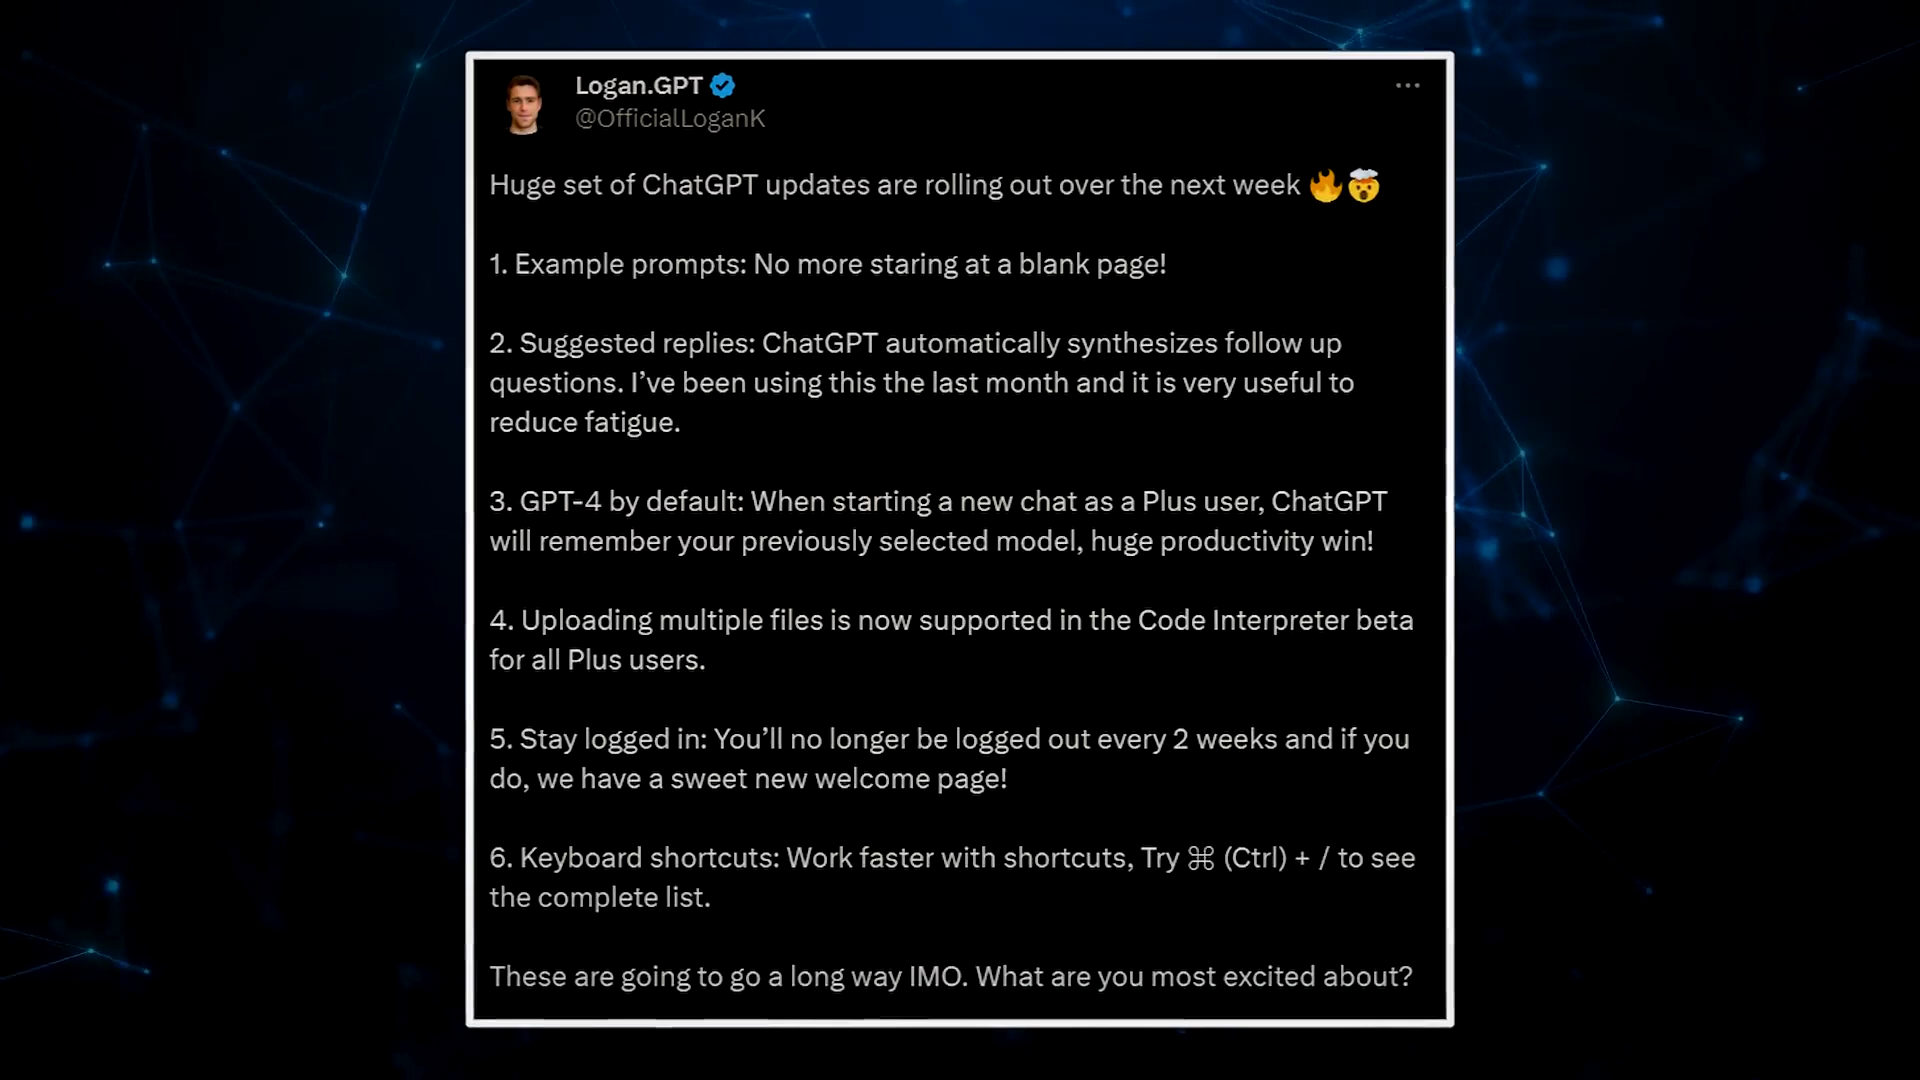 Logan.GPT
@OfficialLoganK
Huge set of ChatGPT updates are rolling out over the next week 🔥🤯
1. Example prompts: No more staring at a blank page!
2. Suggested replies: ChatGPT automatically synthesizes follow up
questions. I’ve been using this the last month and it is very useful to
reduce fatigue.
3. GPT-4 by default: When starting a new chat as a Plus user, ChatGPT
will remember your previously selected model, huge productivity win!
4. Uploading multiple files is now supported in the Code Interpreter beta
for all Plus users.
5. Stay logged in: You’ll no longer be logged out every 2 weeks and if you
do, we have a sweet new welcome page!
6. Keyboard shortcuts: Work faster with shortcuts, Try ⌘ (Ctrl) + / to see
the complete list.
These are going to go a long way IMO. What are you most excited about?